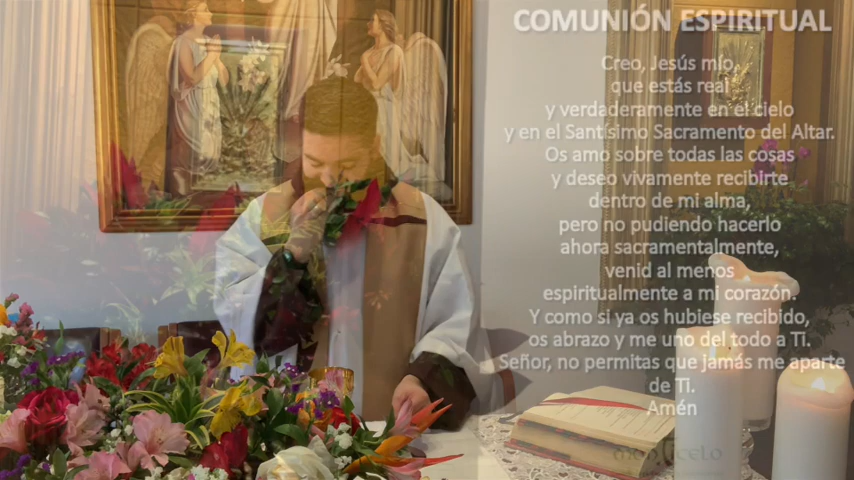 COMUNIÓN ESPIRITUAL
Creo, Jesús mío,
que estás real
y verdaderamente en el cielo
y en el Santísimo Sacramento del Altar.
Os amo sobre todas las cosas
y deseo vivamente recibirte
dentro de mi alma,
pero no pudiendo hacerlo
ahora sacramentalmente,
venid al menos
espiritualmente a mi corazón.
Y como si ya os hubiese recibido,
os abrazo y me uno del todo a Ti.
Señor, no permitas que jamás me aparte
de Ti.
Amén